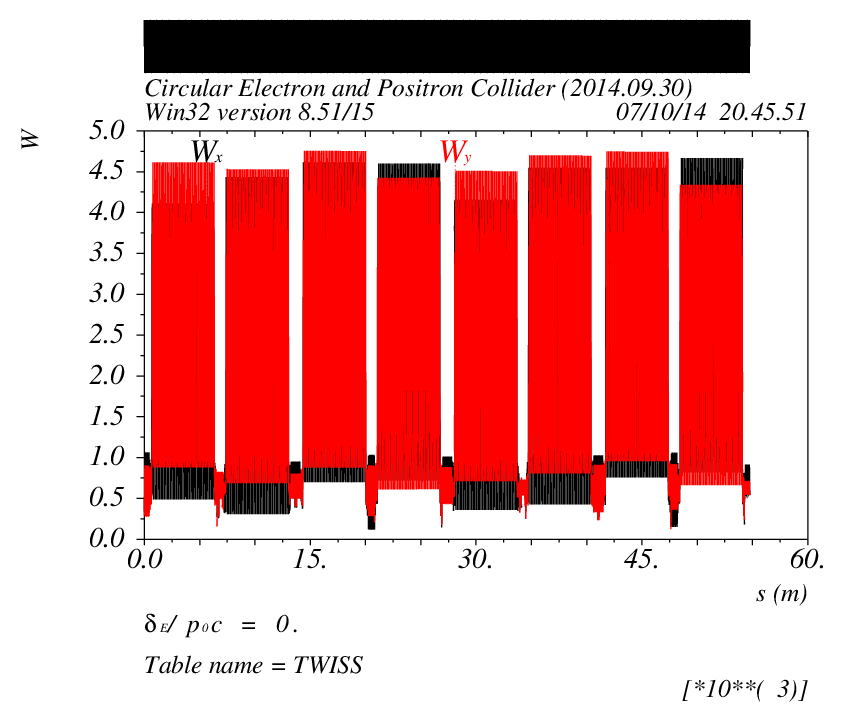 Circular Electron and Positron Collider (2014.09.30)
Win32 version 8.51/15 07/10/14 20.45.51
W
5.0
4.5
4.0
3.5
3.0
2.5
2.0
1.5
1.0
0.5
0.0
Wx
Wy
0.0 15. 30. 45. 60.
s (m)
δE/ p0c = 0.
Table name = TWISS
[*10**( 3)]